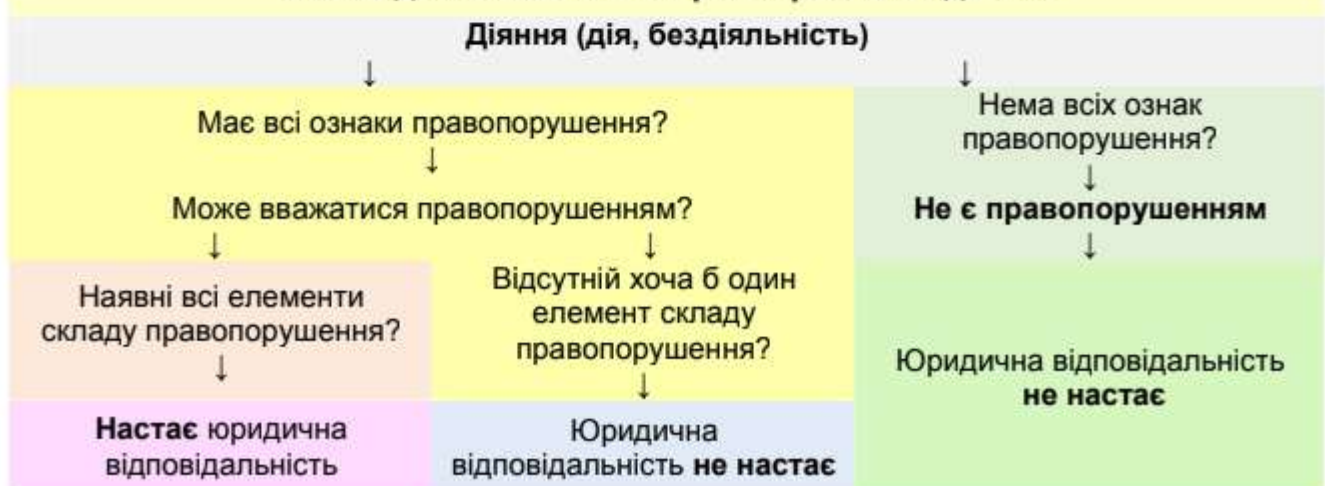 Діяння (дія, бездіяльність)
↓ ↓
Має всі ознаки правопорушення?
↓
Може вважатися правопорушенням?
↓ ↓
Наявні всі елементи
складу правопорушення?
↓
Настає юридична
відповідальність
Відсутній хоча б один
елемент складу
правопорушення?
↓
Юридична
відповідальність не настає
Нема всіх ознак
правопорушення?
↓
Не є правопорушенням
↓
Юридична відповідальність
не настає